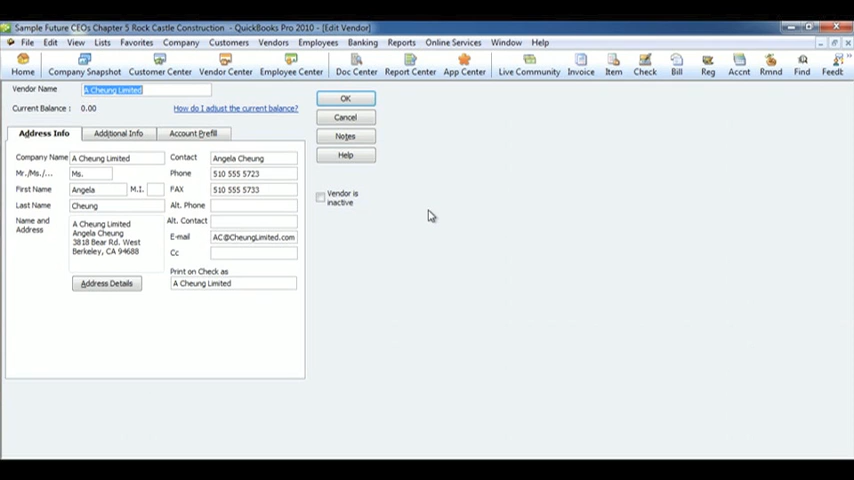 Sample Future CEOs Chapter 5 Rock Castle Construction - QuickBooks Pro 2010 - [Edit Vendor]
File Edit View Lists Favorites Company Customers Vendors Employees Banking Reports Online Services Window Help
Home Company Snapshot Customer Center Vendor Center Employee Center Doc Center Report Center App Center Live Community Invoice Item Check Bill Reg Accnt Rmnd Find Feedb
Vendor Name A Cheung Limited
OK
Current Balance : 0.00 How do I adjust the current balance?
Cancel
Address Info Additional Info Account Prefill
Notes
Help
Company Name A Cheung Limited Contact Angela Cheung
Mr./Ms./... Ms. Phone 510 555 5723
First Name Angela M.I. FAX 510 555 5733
Vendor is
inactive
Last Name Cheung Alt. Phone
Name and
Address
A Cheung Limited
Angela Cheung
3818 Bear Rd. West
Berkeley, CA 94688
Alt. Contact
E-mail AC@CheungLimited.com
Cc
Print on Check as
Address Details A Cheung Limited